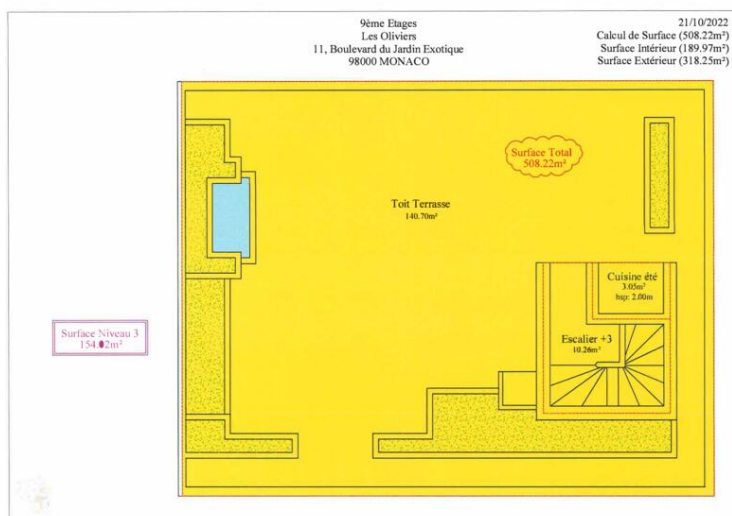 9ème Etages
Les Oliviers
11, Boulevard du Jardin Exotique
98000 MONACO
21/10/2022
Calcul de Surface (508.22m²)
Surface Intérieur (189.97m²)
Surface Extérieur (318.25m²)
Surface Total
508.22m²
Toit Terrasse
140.70m²
Cuisine été
3.05m²
hsp: 2.00m
Surface Niveau 3
154.02m²
Escalier +3
10.26m²